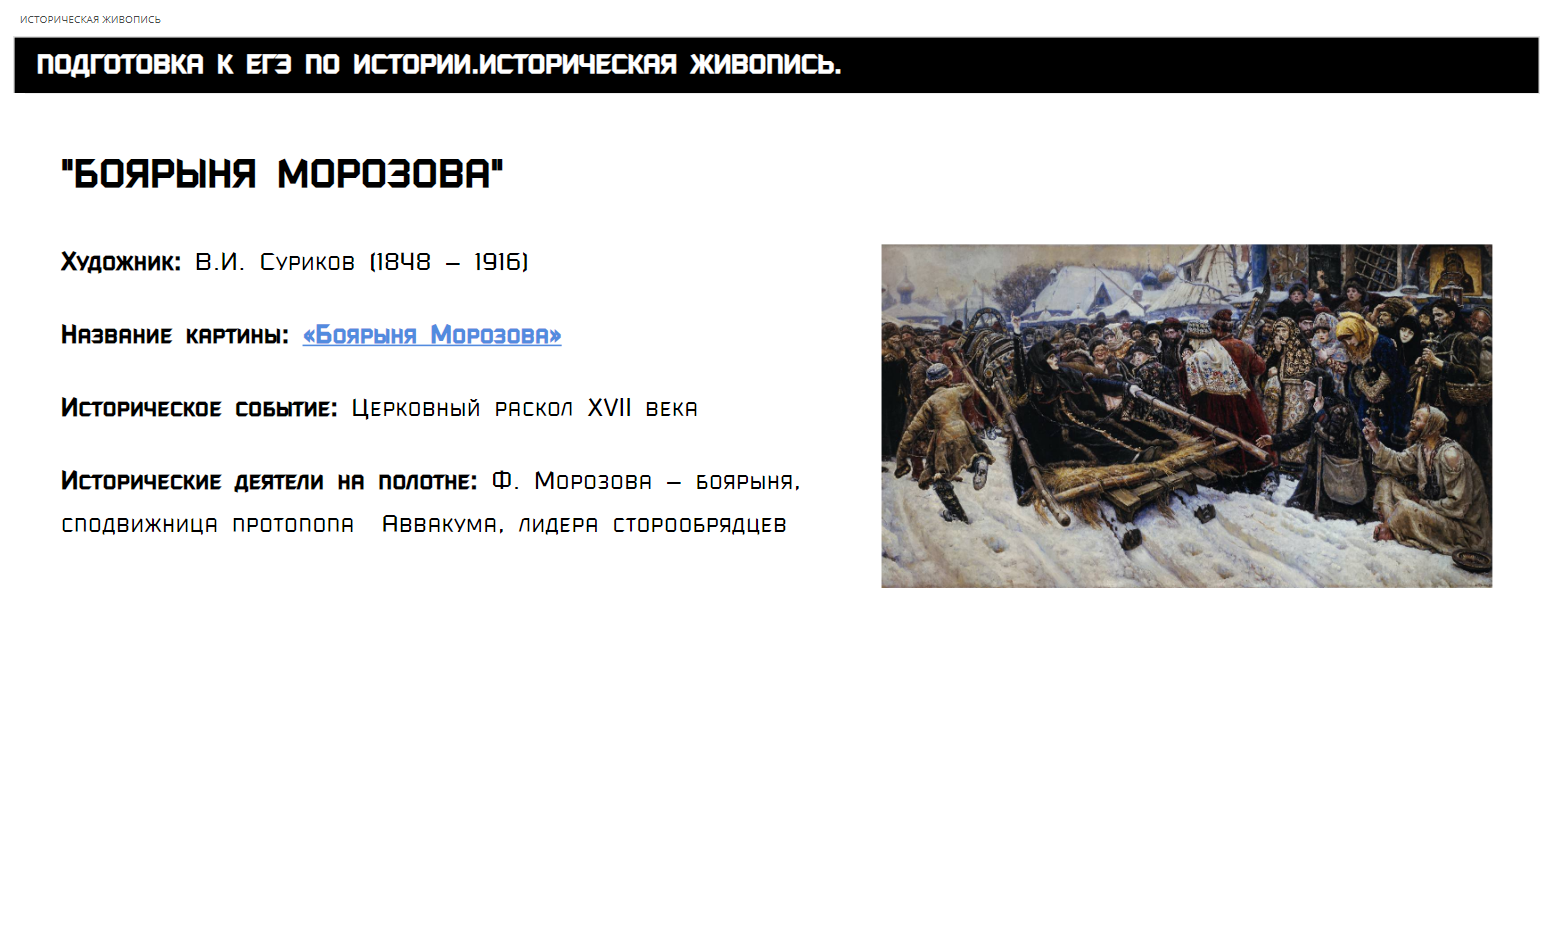 ИСТОРИЧЕСКАЯ ЖИВОПИСЬ
ПОДГОТОВКА К ЕГЭ ПО ИСТОРИИ.ИСТОРИЧЕСКАЯ ЖИВОПИСЬ.
"БОЯРЫНЯ МОРОЗОВА"
Художник: В.И. Суриков (1848 – 1916)
Название картины: «Боярыня Морозова»
Историческое событие: Церковный раскол XVII века
Исторические деятели на полотне: Ф. Морозова – боярыня,
сподвижница протопопа Аввакума, лидера сторообрядцев